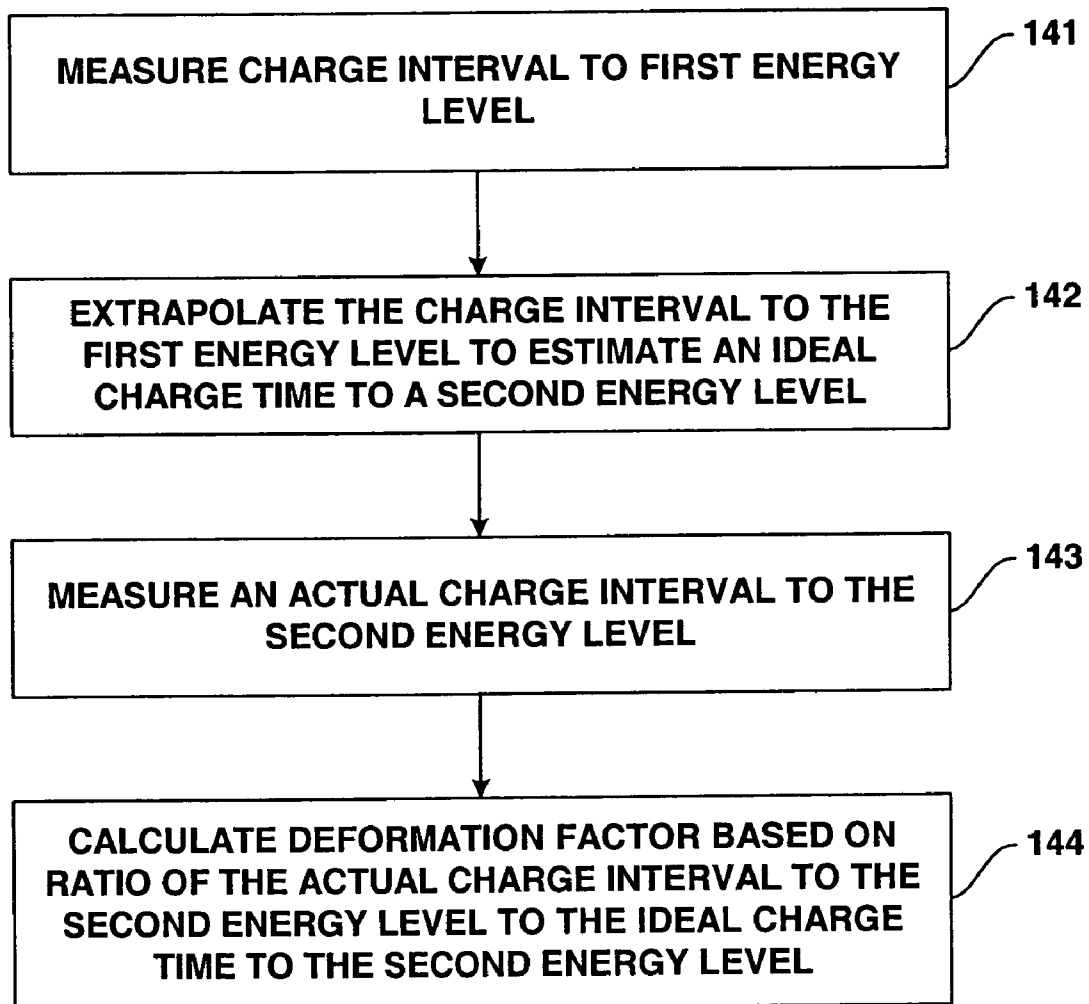 141
MEASURE CHARGE INTERVAL TO FIRST ENERGY
LEVEL
142
EXTRAPOLATE THE CHARGE INTERVAL TO THE
FIRST ENERGY LEVEL TO ESTIMATE AN IDEAL
CHARGE TIME TO A SECOND ENERGY LEVEL
143
MEASURE AN ACTUAL CHARGE INTERVAL TO THE
SECOND ENERGY LEVEL
144
CALCULATE DEFORMATION FACTOR BASED ON
RATIO OF THE ACTUAL CHARGE INTERVAL TO THE
SECOND ENERGY LEVEL TO THE IDEAL CHARGE
TIME TO THE SECOND ENERGY LEVEL